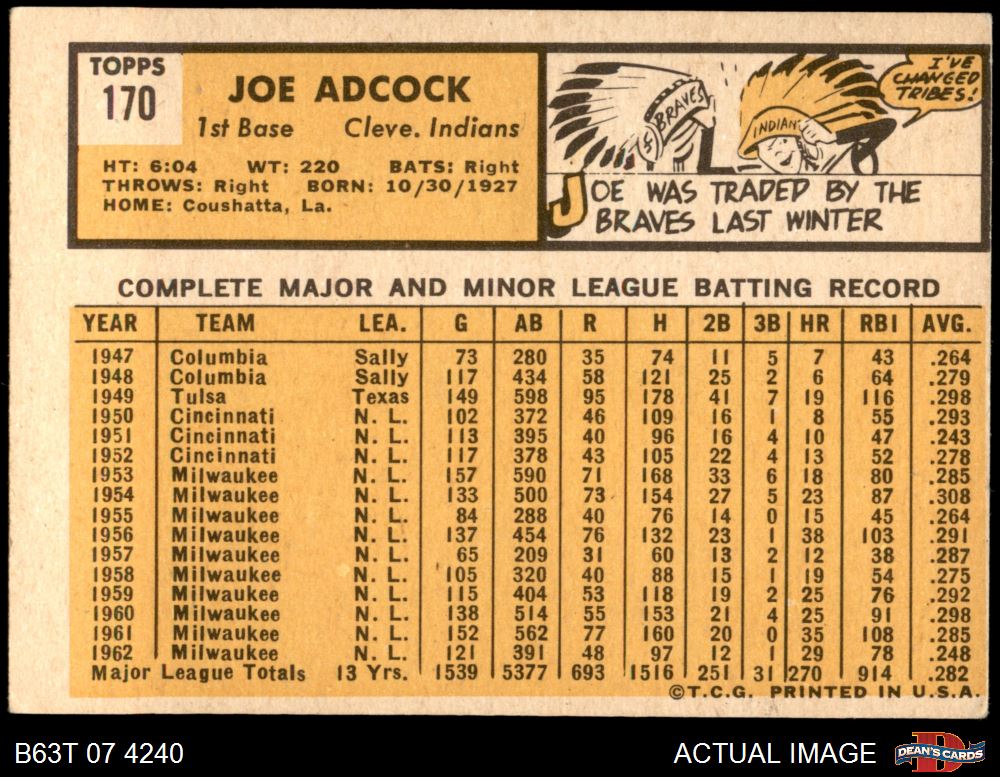 TOPPS
170
JOE ADCOCK
1st Base Cleve. Indians
HT: 6:04 WT: 220 BATS: Right
THROWS: Right BORN: 10/30/1927
HOME: Coushatta, La.
BRAVES
INDIANS
I'VE
CHANGED
TRIBES!
JOE WAS TRADED BY THE
BRAVES LAST WINTER
COMPLETE MAJOR AND MINOR LEAGUE BATTING RECORD
YEAR TEAM LEA. G AB R H 2B 3B HR RBI AVG.
1947 Columbia Sally 73 280 35 74 11 5 7 43 .264
1948 Columbia Sally 117 434 58 121 25 2 6 64 .279
1949 Tulsa Texas 149 598 95 178 41 7 19 116 .298
1950 Cincinnati N. L. 102 372 46 109 16 1 8 55 .293
1951 Cincinnati N. L. 113 395 40 96 16 4 10 47 .243
1952 Cincinnati N. L. 117 378 43 105 22 4 13 52 .278
1953 Milwaukee N. L. 157 590 71 168 33 6 18 80 .285
1954 Milwaukee N. L. 133 500 73 154 27 5 23 87 .308
1955 Milwaukee N. L. 84 288 40 76 14 0 15 45 .264
1956 Milwaukee N. L. 137 454 76 132 23 1 38 103 .291
1957 Milwaukee N. L. 65 209 31 60 13 2 12 38 .287
1958 Milwaukee N. L. 105 320 40 88 15 1 19 54 .275
1959 Milwaukee N. L. 115 404 53 118 19 2 25 76 .292
1960 Milwaukee N. L. 138 514 55 153 21 4 25 91 .298
1961 Milwaukee N. L. 152 562 77 160 20 0 35 108 .285
1962 Milwaukee N. L. 121 391 48 97 12 1 29 78 .248
Major League Totals 13 Yrs. 1539 5377 693 1516 251 31 270 914 .282
©T.C.G. PRINTED IN U.S.A.
B63T 07 4240 ACTUAL IMAGE
D
DEAN'S CARDS